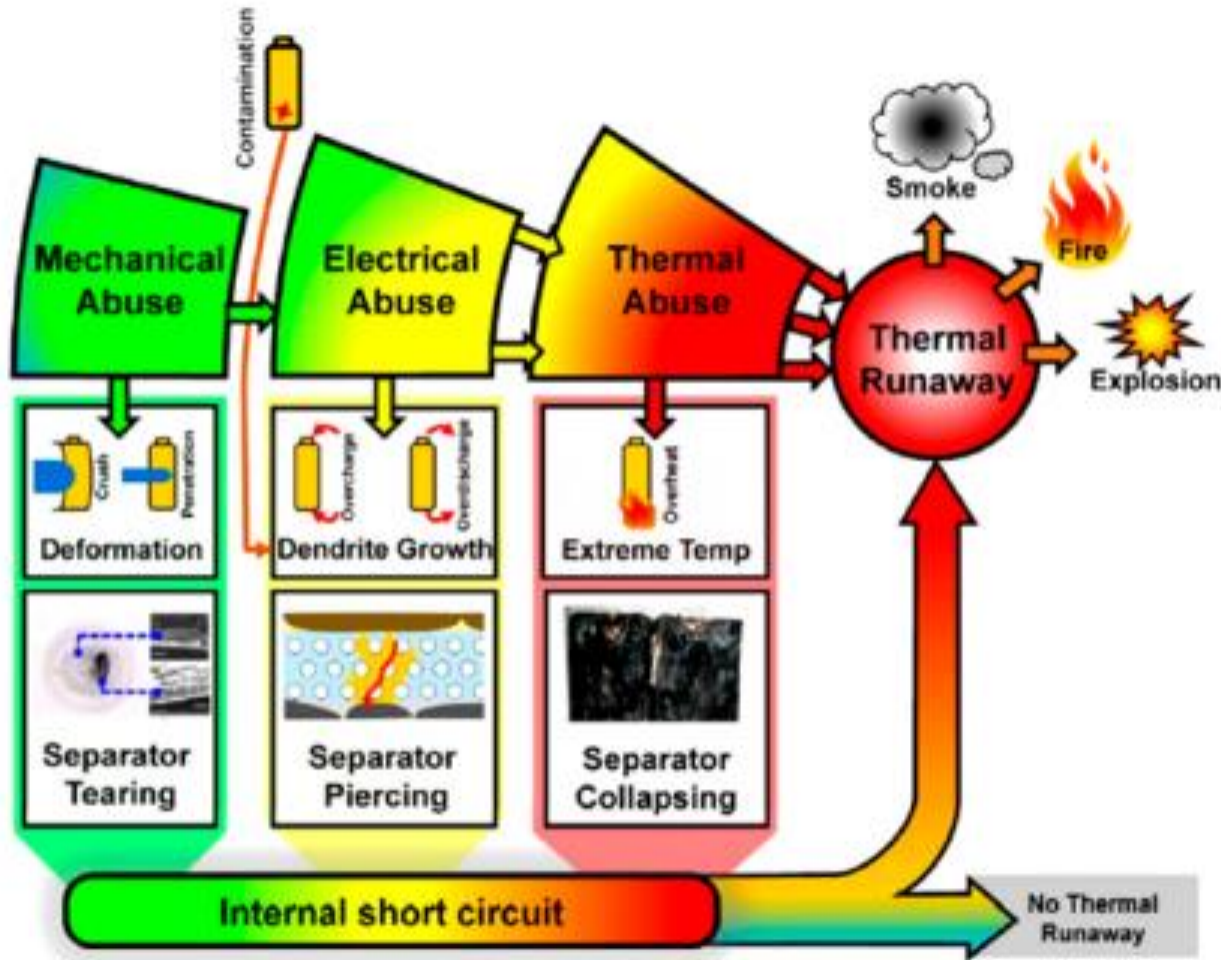 Contamination
Mechanical
Abuse
Electrical
Abuse
Thermal
Abuse
Smoke
Fire
Explosion
Thermal
Runaway
Crush
Penetration
Deformation
Overcharge
Overdischarge
Dendrite Growth
Overheat
Extreme Temp
Separator
Tearing
Separator
Piercing
Separator
Collapsing
Internal short circuit
No Thermal
Runaway